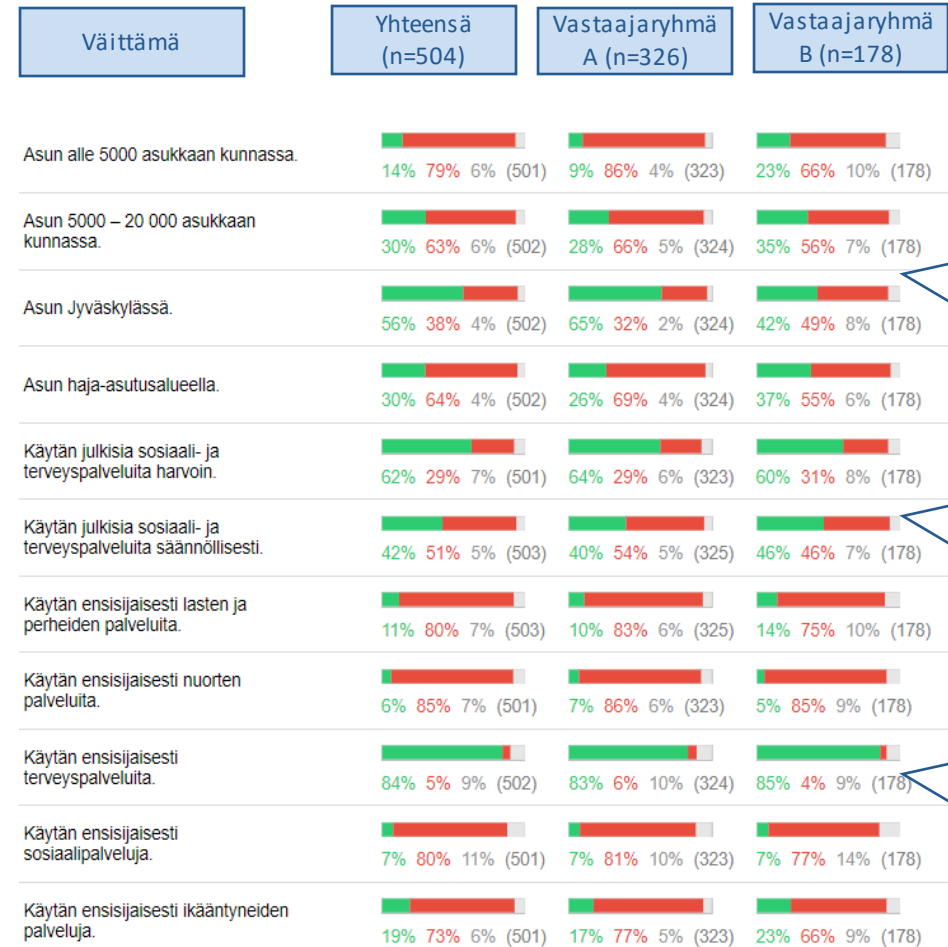 Väittämä
Yhteensä
(n=504)
Vastaajaryhmä
A (n=326)
Vastaajaryhmä
B (n=178)
Asun alle 5000 asukkaan kunnassa.
14% 79% 6% (501)
9% 86% 4% (323)
23% 66% 10% (178)
Asun 5000 – 20 000 asukkaan
kunnassa.
30% 63% 6% (502)
28% 66% 5% (324)
35% 56% 7% (178)
Asun Jyväskylässä.
56% 38% 4% (502)
65% 32% 2% (324)
42% 49% 8% (178)
Asun haja-asutusalueella.
30% 64% 4% (502)
26% 69% 4% (324)
37% 55% 6% (178)
Käytän julkisia sosiaali- ja
terveyspalveluita harvoin.
62% 29% 7% (501)
64% 29% 6% (323)
60% 31% 8% (178)
Käytän julkisia sosiaali- ja
terveyspalveluita säännöllisesti.
42% 51% 5% (503)
40% 54% 5% (325)
46% 46% 7% (178)
Käytän ensisijaisesti lasten ja
perheiden palveluita.
11% 80% 7% (503)
10% 83% 6% (325)
14% 75% 10% (178)
Käytän ensisijaisesti nuorten
palveluita.
6% 85% 7% (501)
7% 86% 6% (323)
5% 85% 9% (178)
Käytän ensisijaisesti
terveyspalveluita.
84% 5% 9% (502)
83% 6% 10% (324)
85% 4% 9% (178)
Käytän ensisijaisesti
sosiaalipalveluja.
7% 80% 11% (501)
7% 81% 10% (323)
7% 77% 14% (178)
Käytän ensisijaisesti ikääntyneiden
palveluja.
19% 73% 6% (501)
17% 77% 5% (323)
23% 66% 9% (178)